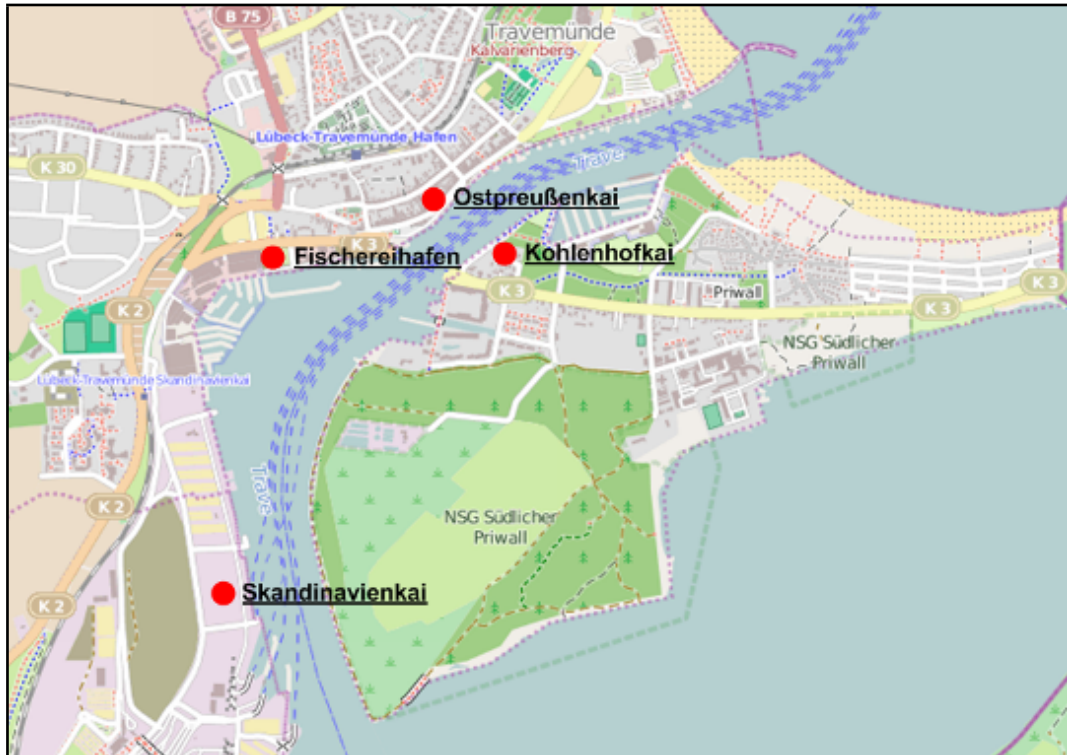 B 75
Travemünde
Kalvarienberg
Lübeck-Travemünde Hafen
K 30
Trave
Ostpreußenkai
K 3
Fischereihafen
Kohlenhofkai
K 3
Priwall
K 3
K 3
K 2
NSG Südlicher
Priwall
Lübeck-Travemünde Skandinavienkai
Trave
K 2
NSG Südlicher
Priwall
Skandinavienkai
K 2